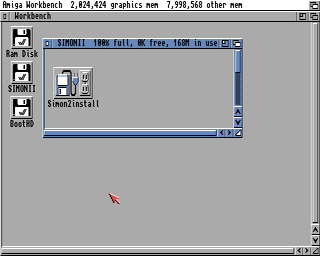 Amiga Workbench 2,024,424 graphics mem 7,998,568 other mem
Workbench
Ram Disk
SIMONII 100% full, 0K free, 168M in use
SIMONII
Simon2install
BootHD